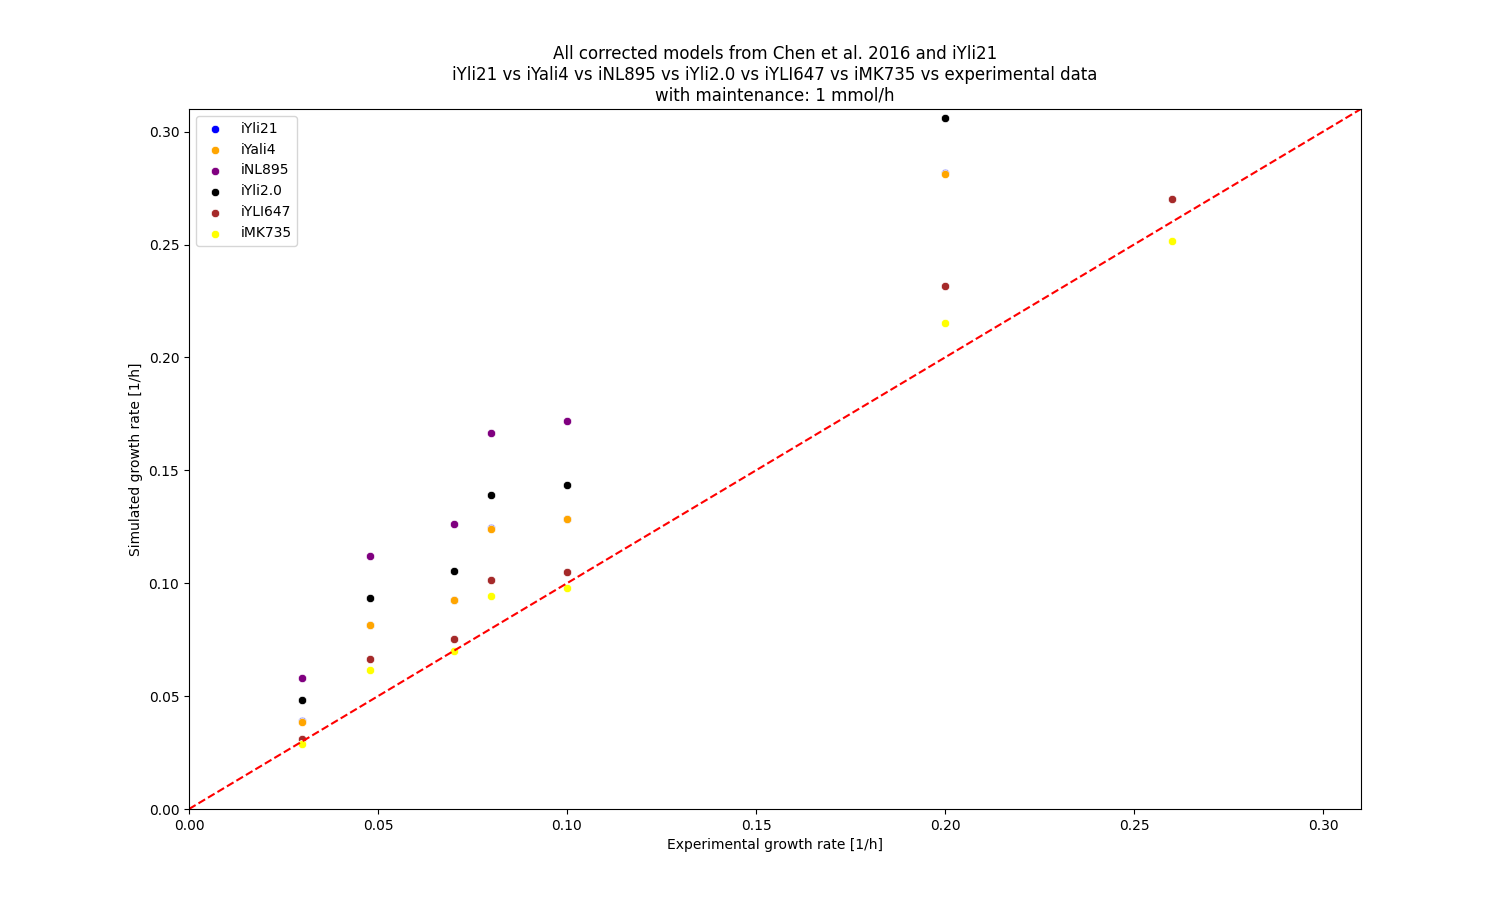 All corrected models from Chen et al. 2016 and iYli21
iYli21 vs iYali4 vs iNL895 vs iYli2.0 vs iYLI647 vs iMK735 vs experimental data
with maintenance: 1 mmol/h
iYli21
iYali4
iNL895
iYli2.0
iYLI647
iMK735
0.30
0.25
0.20
0.15
0.10
0.05
0.00
Simulated growth rate [1/h]
0.00 0.05 0.10 0.15 0.20 0.25 0.30
Experimental growth rate [1/h]